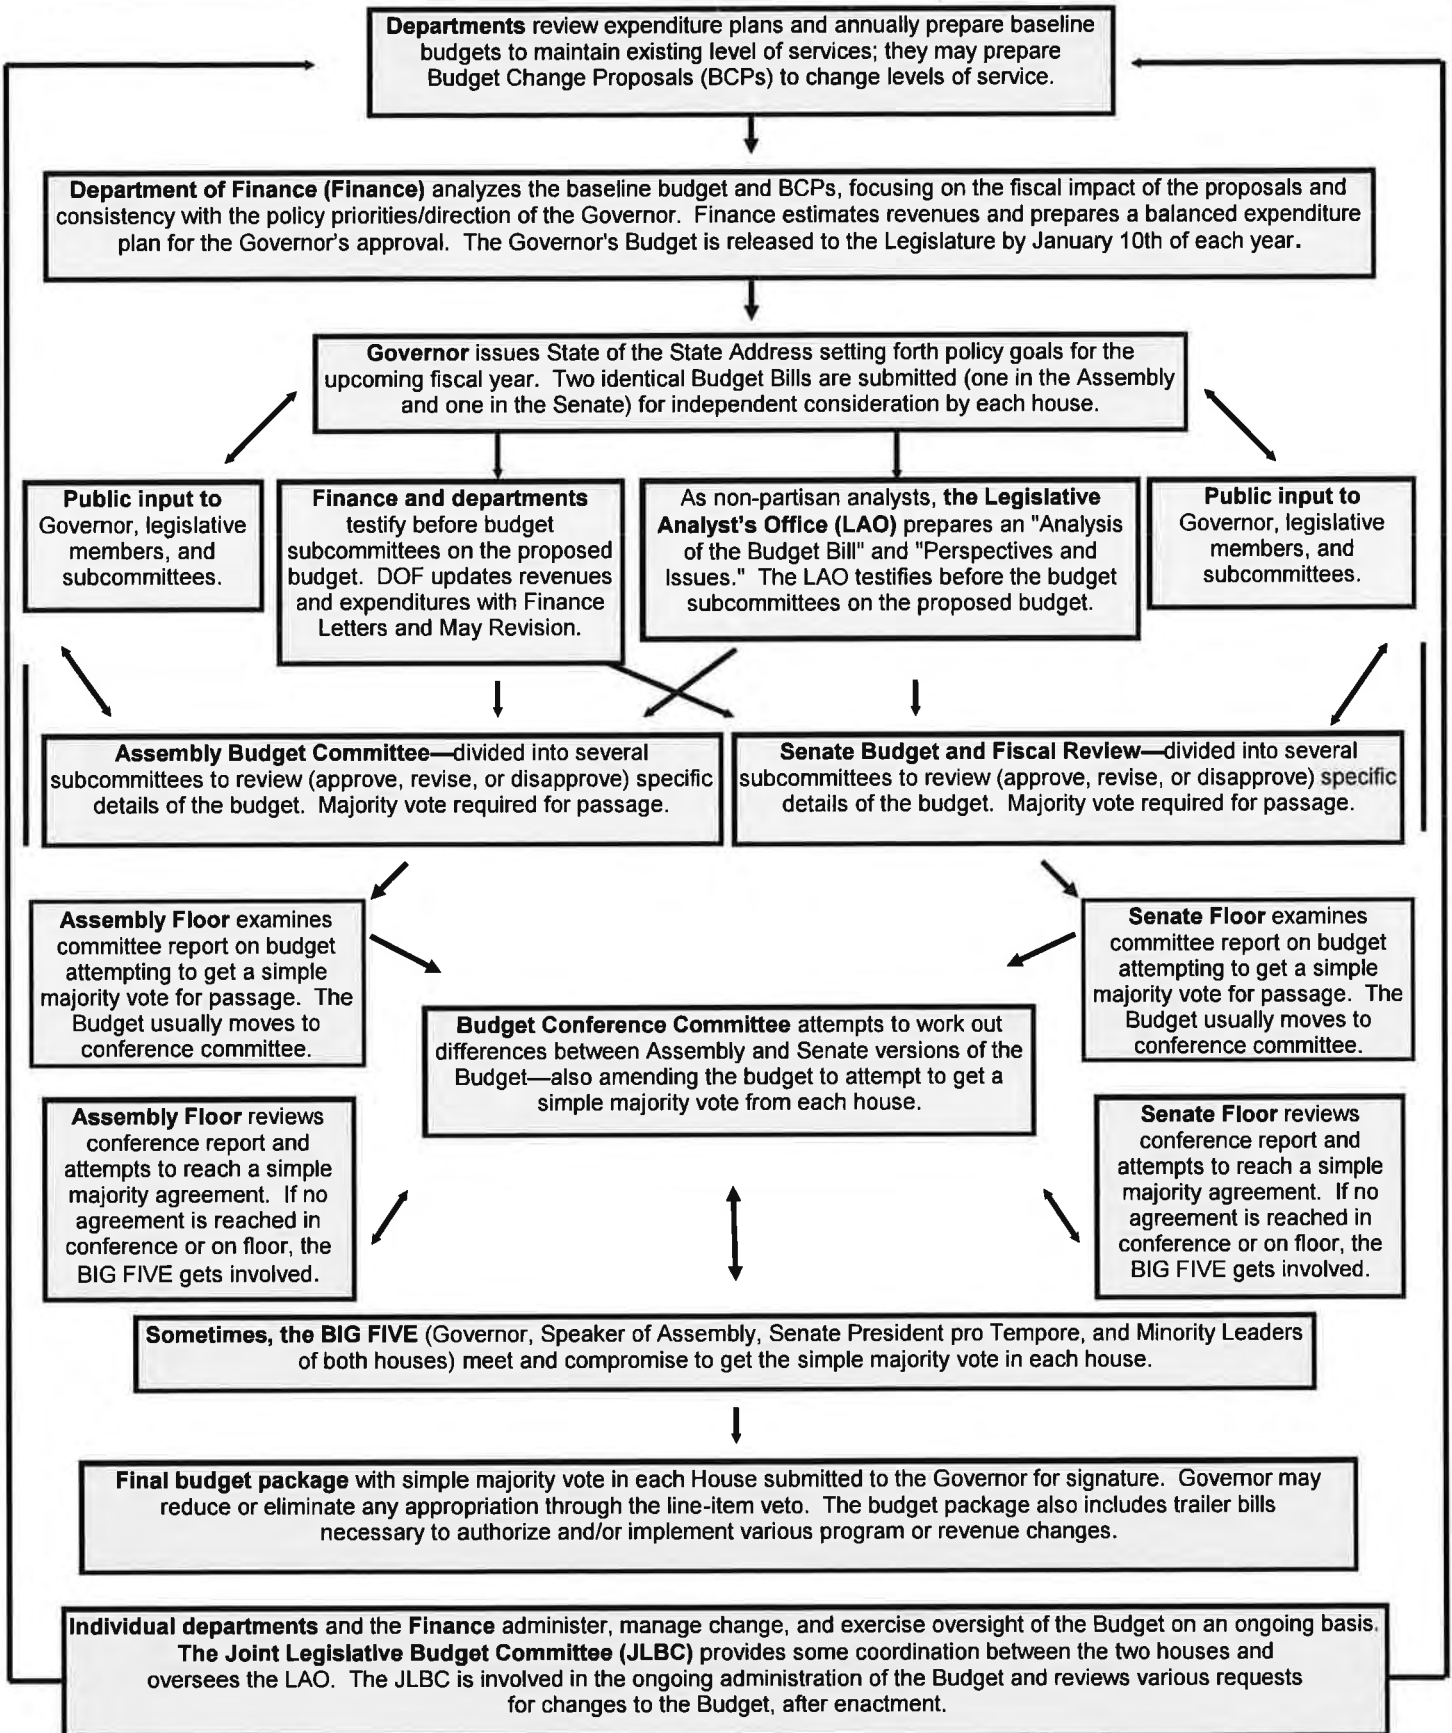 Departments review expenditure plans and annually prepare baseline
budgets to maintain existing level of services; they may prepare
Budget Change Proposals (BCPs) to change levels of service.
Department of Finance (Finance) analyzes the baseline budget and BCPs, focusing on the fiscal impact of the proposals and
consistency with the policy priorities/direction of the Governor. Finance estimates revenues and prepares a balanced expenditure
plan for the Governor's approval. The Governor's Budget is released to the Legislature by January 10th of each year.
Governor issues State of the State Address setting forth policy goals for the
upcoming fiscal year. Two identical Budget Bills are submitted (one in the Assembly
and one in the Senate) for independent consideration by each house.
Public input to
Governor, legislative
members, and
subcommittees.
Finance and departments
testify before budget
subcommittees on the proposed
budget. DOF updates revenues
and expenditures with Finance
Letters and May Revision.
As non-partisan analysts, the Legislative
Analyst's Office (LAO) prepares an "Analysis
of the Budget Bill" and "Perspectives and
Issues." The LAO testifies before the budget
subcommittees on the proposed budget.
Public input to
Governor, legislative
members, and
subcommittees.
Assembly Budget Committee—divided into several
subcommittees to review (approve, revise, or disapprove) specific
details of the budget. Majority vote required for passage.
Senate Budget and Fiscal Review—divided into several
subcommittees to review (approve, revise, or disapprove) specific
details of the budget. Majority vote required for passage.
Assembly Floor examines
committee report on budget
attempting to get a simple
majority vote for passage. The
Budget usually moves to
conference committee.
Senate Floor examines
committee report on budget
attempting to get a simple
majority vote for passage. The
Budget usually moves to
conference committee.
Budget Conference Committee attempts to work out
differences between Assembly and Senate versions of the
Budget—also amending the budget to attempt to get a
simple majority vote from each house.
Assembly Floor reviews
conference report and
attempts to reach a simple
majority agreement. If no
agreement is reached in
conference or on floor, the
BIG FIVE gets involved.
Senate Floor reviews
conference report and
attempts to reach a simple
majority agreement. If no
agreement is reached in
conference or on floor, the
BIG FIVE gets involved.
Sometimes, the BIG FIVE (Governor, Speaker of Assembly, Senate President pro Tempore, and Minority Leaders
of both houses) meet and compromise to get the simple majority vote in each house.
Final budget package with simple majority vote in each House submitted to the Governor for signature. Governor may
reduce or eliminate any appropriation through the line-item veto. The budget package also includes trailer bills
necessary to authorize and/or implement various program or revenue changes.
Individual departments and the Finance administer, manage change, and exercise oversight of the Budget on an ongoing basis.
The Joint Legislative Budget Committee (JLBC) provides some coordination between the two houses and
oversees the LAO. The JLBC is involved in the ongoing administration of the Budget and reviews various requests
for changes to the Budget, after enactment.